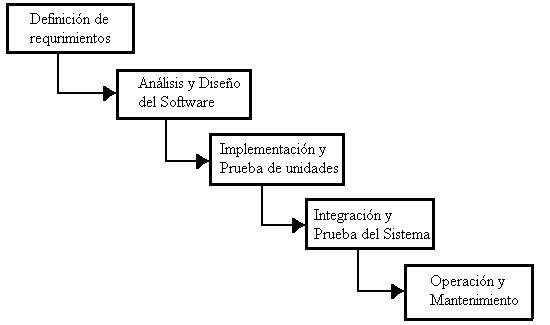 Definición de
requrimientos
Análisis y Diseño
del Software
Implementación y
Prueba de unidades
Integración y
Prueba del Sistema
Operación y
Mantenimiento